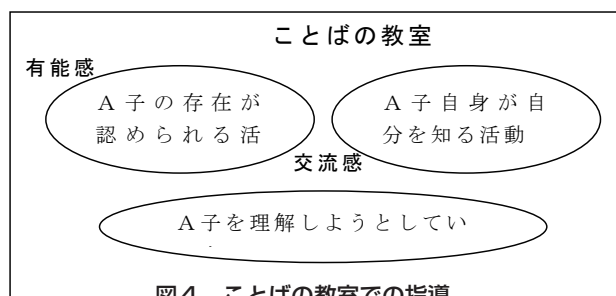 ことばの教室
有能感
A子の存在が
認められる活
A子自身が自
分を知る活動
交流感
A子を理解しようとしてい
図4 ことばの教室での指導